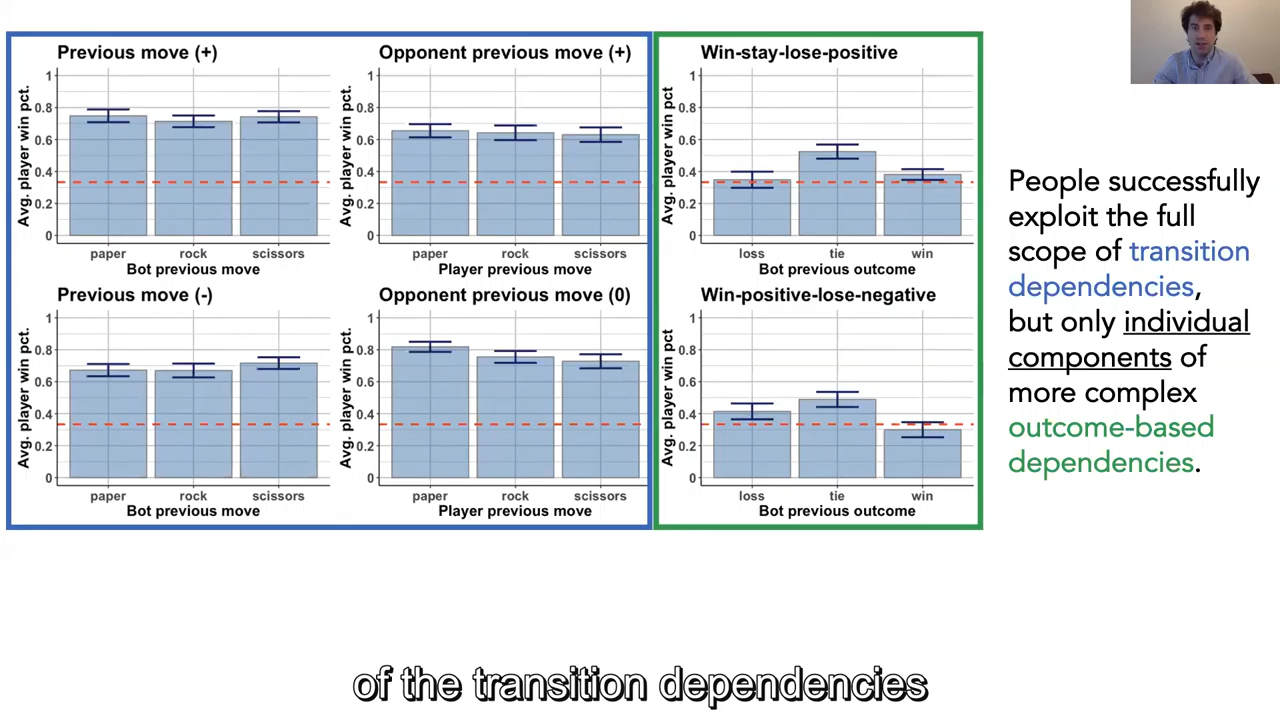 Previous move (+)
Avg. player win pct.
1
0.8
0.6
0.4
0.2
0
paper rock scissors
Bot previous move
Opponent previous move (+)
Avg. player win pct.
1
0.8
0.6
0.4
0.2
0
paper rock scissors
Player previous move
Win-stay-lose-positive
Avg. player win pct
1
0.8
0.6
0.4
0.2
0
loss tie win
Bot previous outcome
Previous move (-)
Avg. player win pct.
1
0.8
0.6
0.4
0.2
0
paper rock scissors
Bot previous move
Opponent previous move (0)
Avg. player win pct.
1
0.8
0.6
0.4
0.2
0
paper rock scissors
Player previous move
Win-positive-lose-negative
Avg. player win pct
1
0.8
0.6
0.4
0.2
0
loss tie win
Bot previous outcome
People successfully
exploit the full
scope of transition
dependencies,
but only individual
components of
more complex
outcome-based
dependencies.
of the transition dependencies